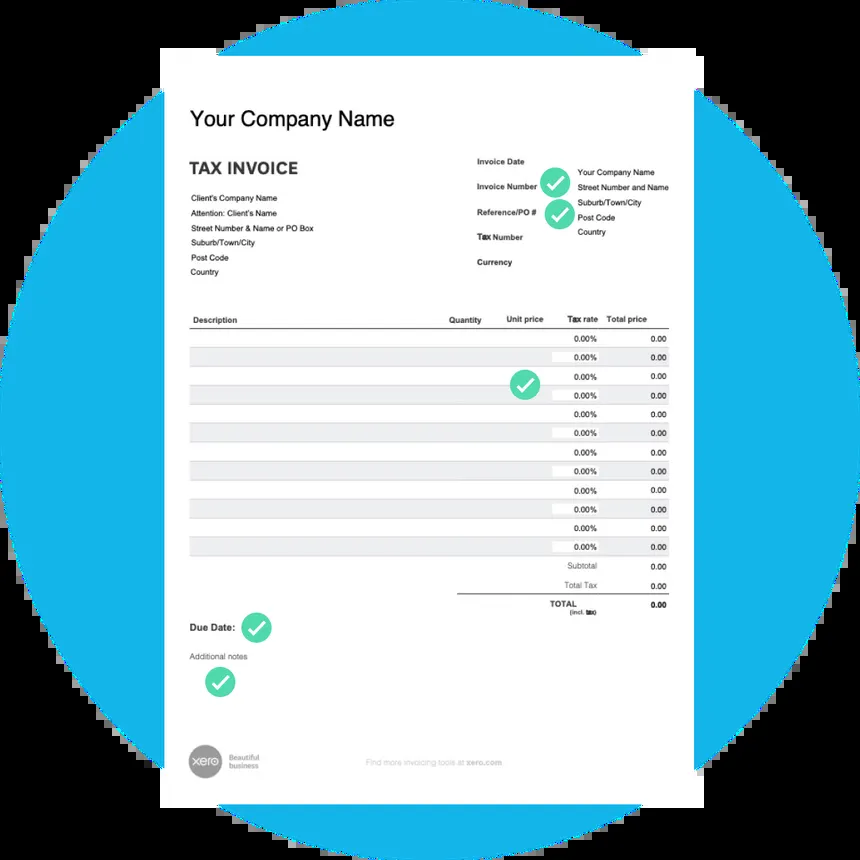 Your Company Name
TAX INVOICE
Client's Company Name
Attention: Client's Name
Street Number & Name or PO Box
Suburb/Town/City
Post Code
Country
Invoice Date
Invoice Number
Reference/PO #
Tax Number
Currency
Your Company Name
Street Number and Name
Suburb/Town/City
Post Code
Country
Description Quantity Unit price Tax rate Total price
0.00% 0.00
0.00% 0.00
0.00% 0.00
0.00% 0.00
0.00% 0.00
0.00% 0.00
0.00% 0.00
0.00% 0.00
0.00% 0.00
0.00% 0.00
0.00% 0.00
0.00% 0.00
Subtotal 0.00
Total Tax 0.00
TOTAL 0.00
(incl. tax)
Due Date:
Additional notes
xero Beautiful
business
Find more invoicing tools at xero.com